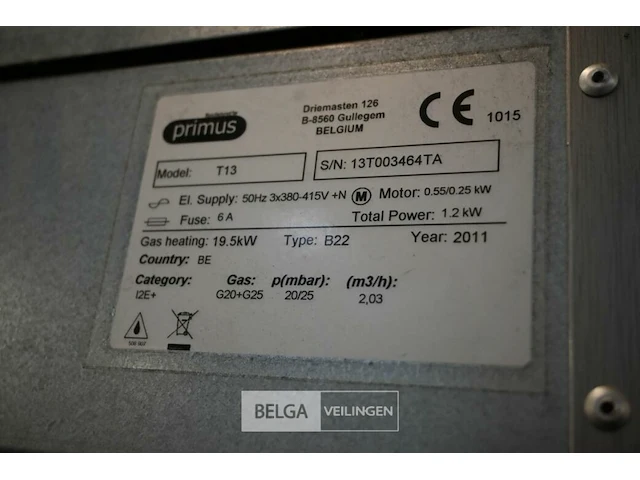 primus
Driemasten 126
B-8560 Gullegem
BELGIUM
CE 1015
Model: T13
S/N: 13T003464TA
El. Supply: 50Hz 3x380-415V +N
M Motor: 0.55/0.25 kW
Fuse: 6 A
Total Power: 1.2 kW
Gas heating: 19.5kW Type: B22 Year: 2011
Country: BE
Category: Gas: p(mbar): (m3/h):
I2E+ G20+G25 20/25 2,03
BELGA VEILINGEN